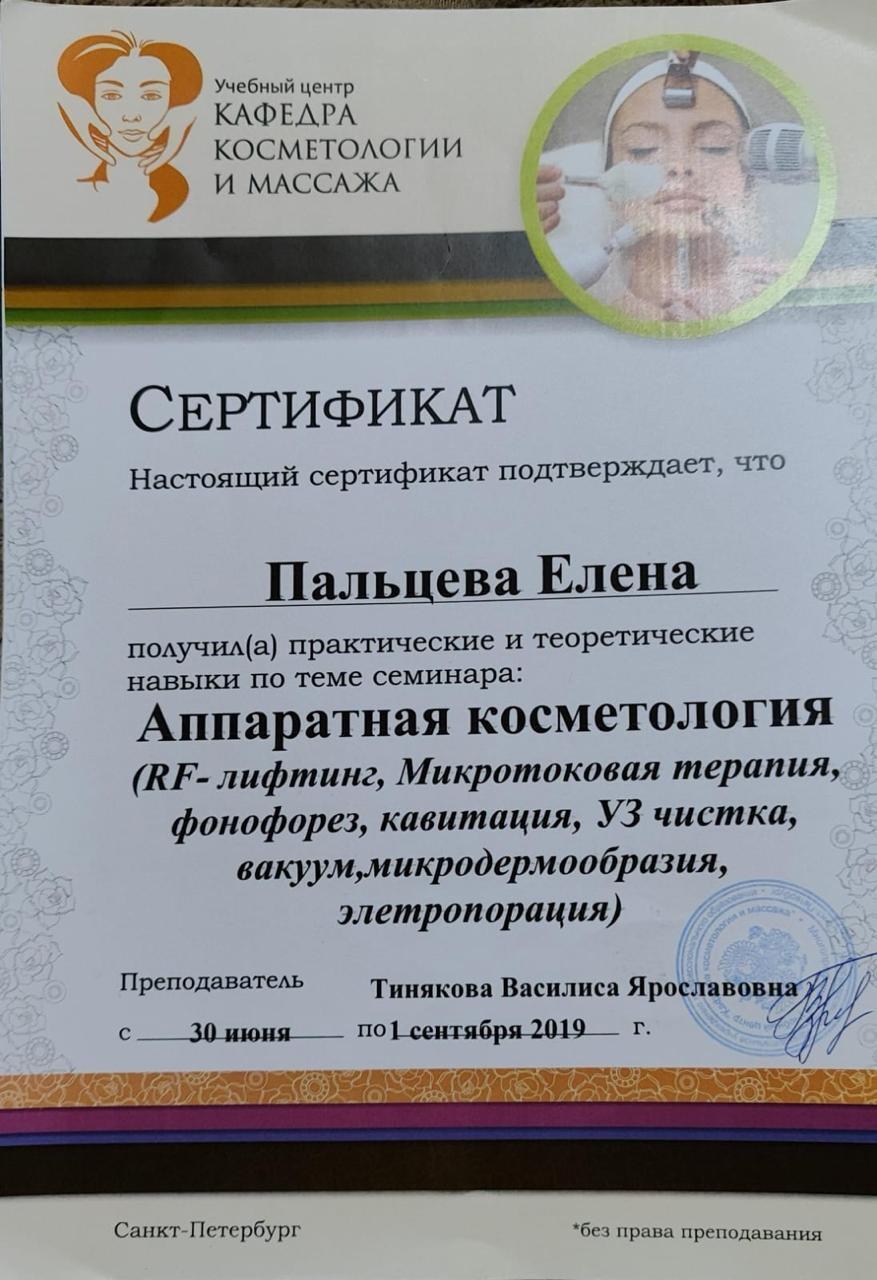 Учебный центр
КАФЕДРА
КОСМЕТОЛОГИИ
И МАССАЖА
СЕРТИФИКАТ
Настоящий сертификат подтверждает, что
Пальцева Елена
получил(а) практические и теоретические
навыки по теме семинара:
Аппаратная косметология
(RF- лифтинг, Микротоковая терапия,
фонофорез, кавитация, УЗ чистка,
вакуум,микродермообразия,
элетропорация)
Преподаватель Тинякова Василиса Ярославовна
с 30 июня по 1 сентября 2019 г.
Санкт-Петербург *без права преподавания